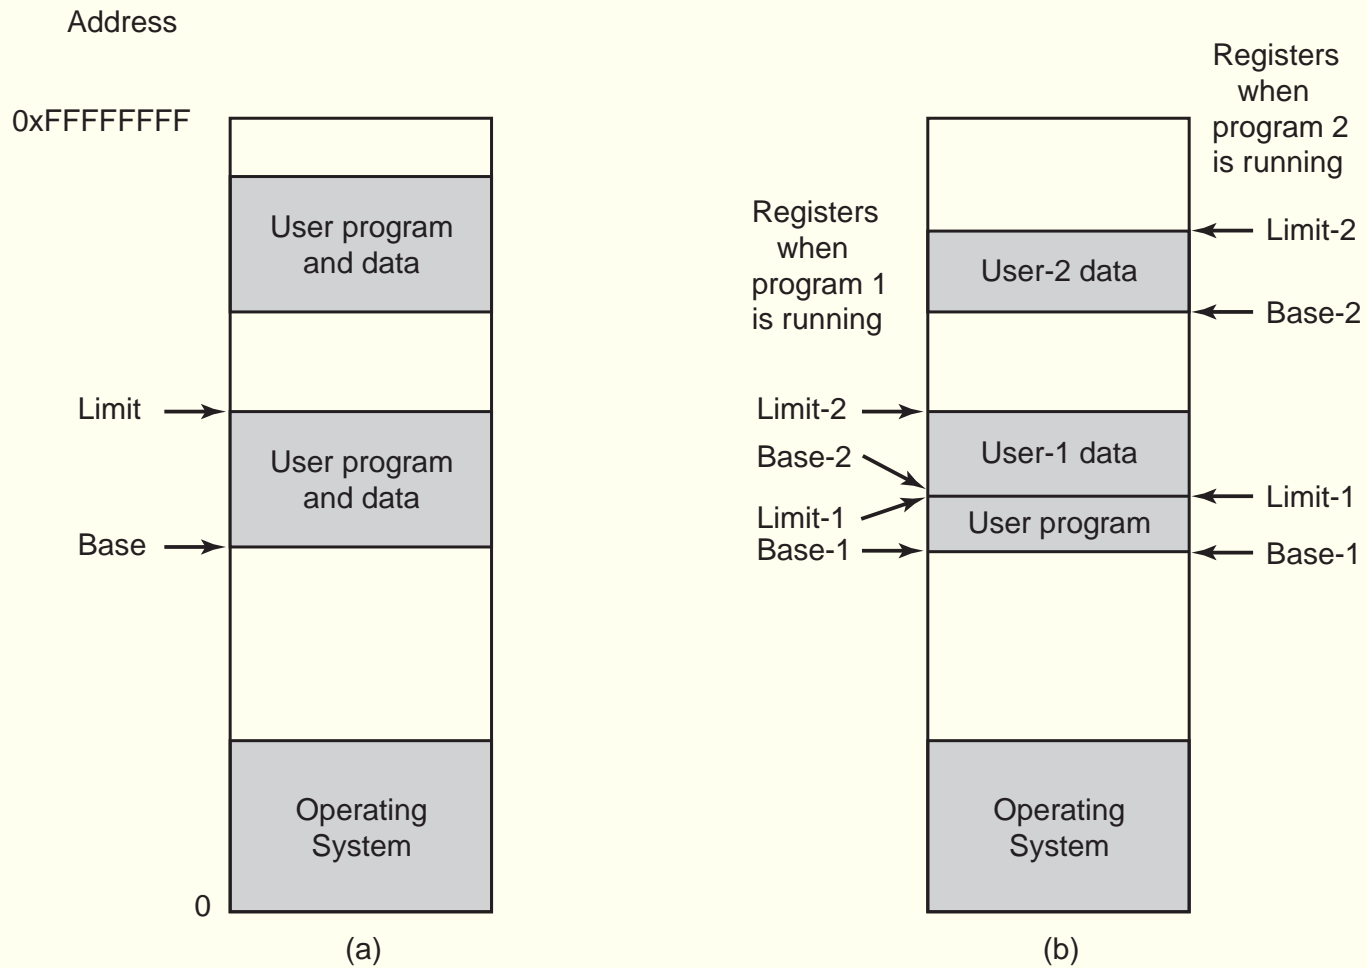 Address
0xFFFFFFFF
User program
and data
Limit
User program
and data
Base
Operating
System
0
(a)
Registers
when
program 1
is running
Limit-2
Base-2
Limit-1
Base-1
User-2 data
User-1 data
User program
Operating
System
(b)
Registers
when
program 2
is running
Limit-2
Base-2
Limit-1
Base-1